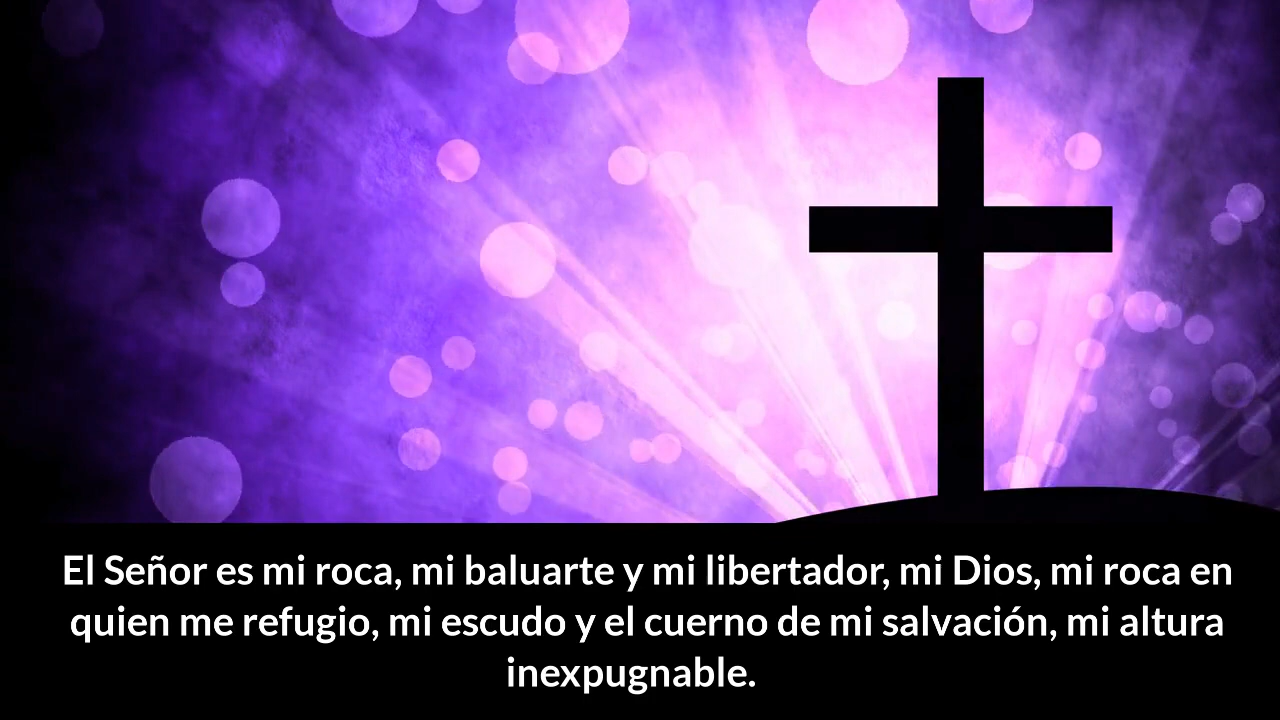 El Señor es mi roca, mi baluarte y mi libertador, mi Dios, mi roca en
quien me refugio, mi escudo y el cuerno de mi salvación, mi altura
inexpugnable.